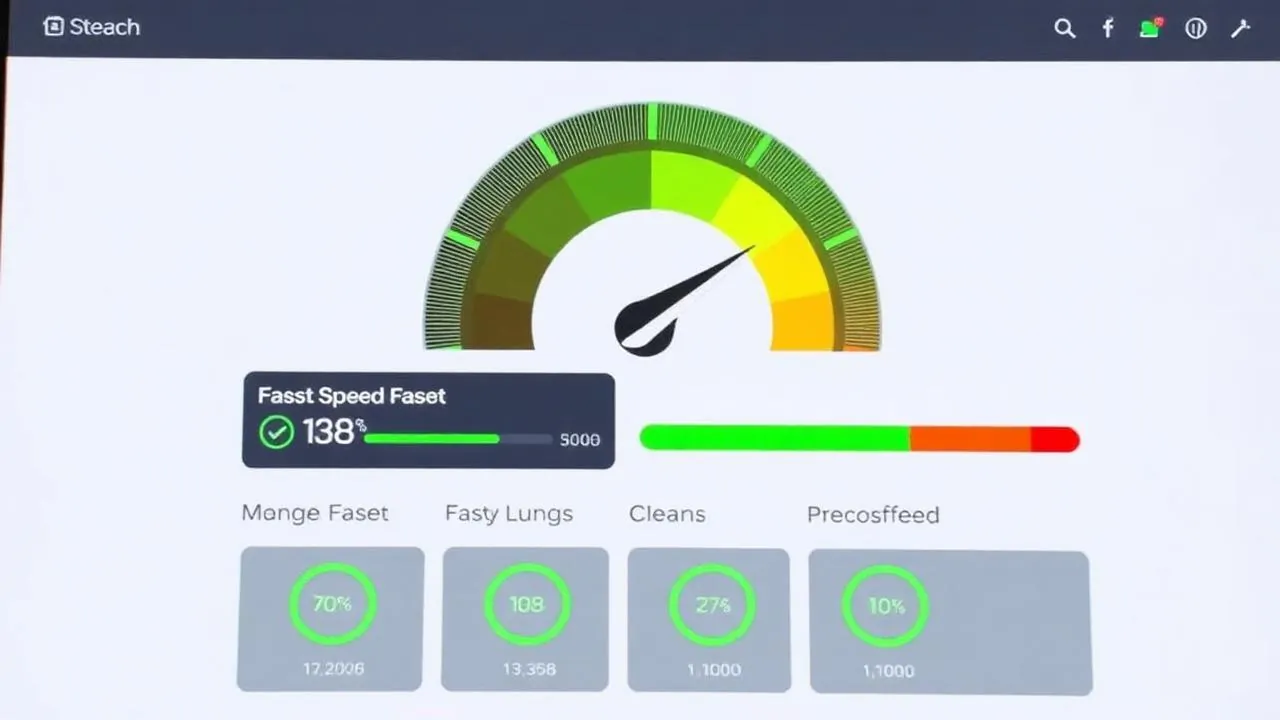 Steach
Fasst Speed Faset
138%
5000
Mange Faset
Fasty Lungs
Cleans
Precosffeed
70%
108
27%
10%
17,2006
13,358
1,1000
1,1000